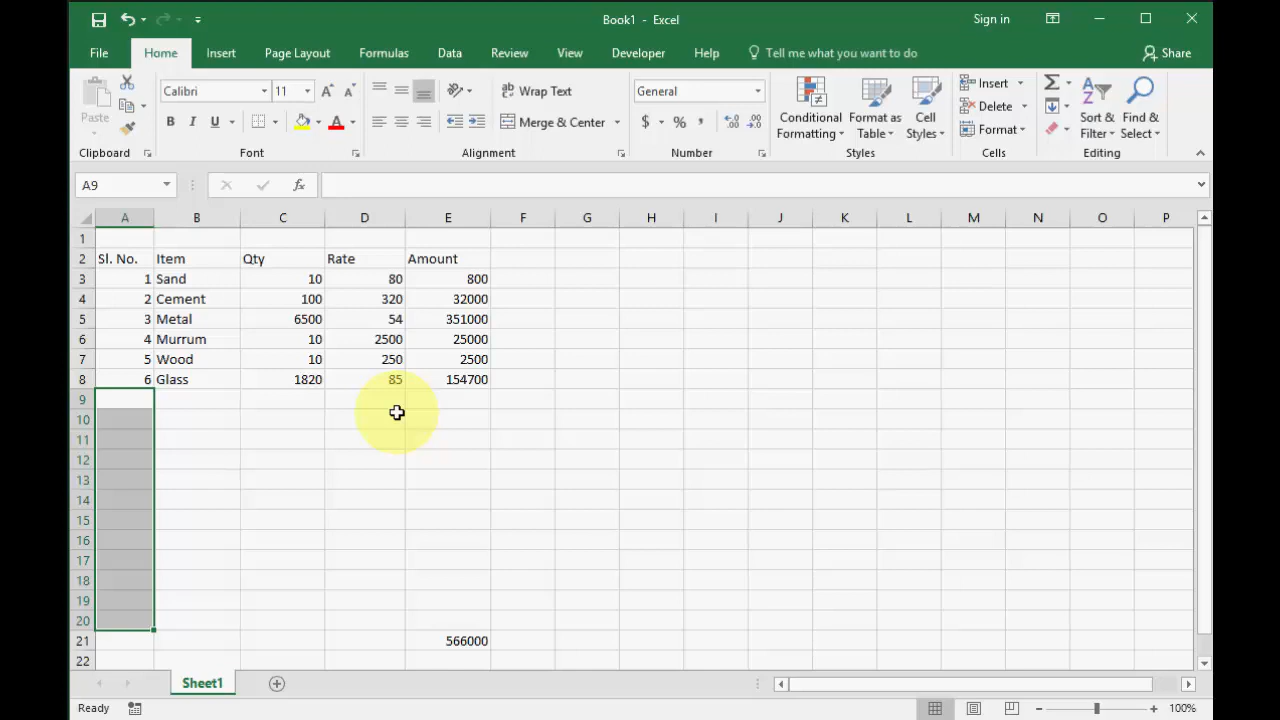 Book1 - Excel
Sign in
File Home Insert Page Layout Formulas Data Review View Developer Help Tell me what you want to do Share
Paste
Clipboard
Calibri 11
B I U A
Font
Wrap Text
Merge & Center
Alignment
General
$ % ,
Number
Conditional Formatting
Format as Table
Cell Styles
Styles
Insert
Delete
Format
Cells
Sort & Filter
Find & Select
Editing
A9 fx
A B C D E F G H I J K L M N O P
1
2 Sl. No. Item Qty Rate Amount
3 1 Sand 10 80 800
4 2 Cement 100 320 32000
5 3 Metal 6500 54 351000
6 4 Murrum 10 2500 25000
7 5 Wood 10 250 2500
8 6 Glass 1820 85 154700
9
10
11
12
13
14
15
16
17
18
19
20
21 566000
22
Sheet1
Ready 100%